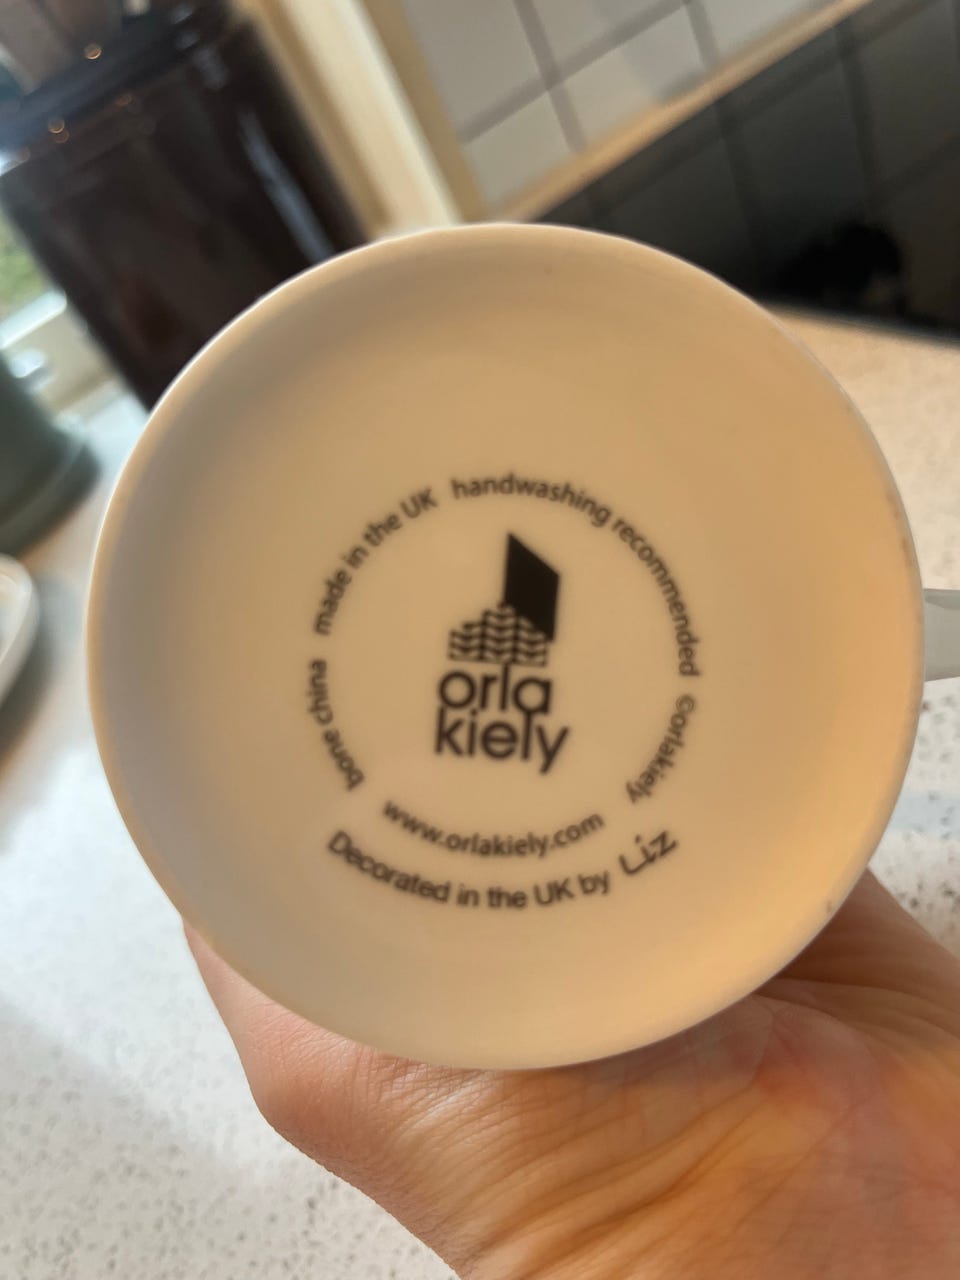 bone china made in the UK handwashing recommended ©orlakiely
www.orlakiely.com
Decorated in the UK by Liz
orla
kiely